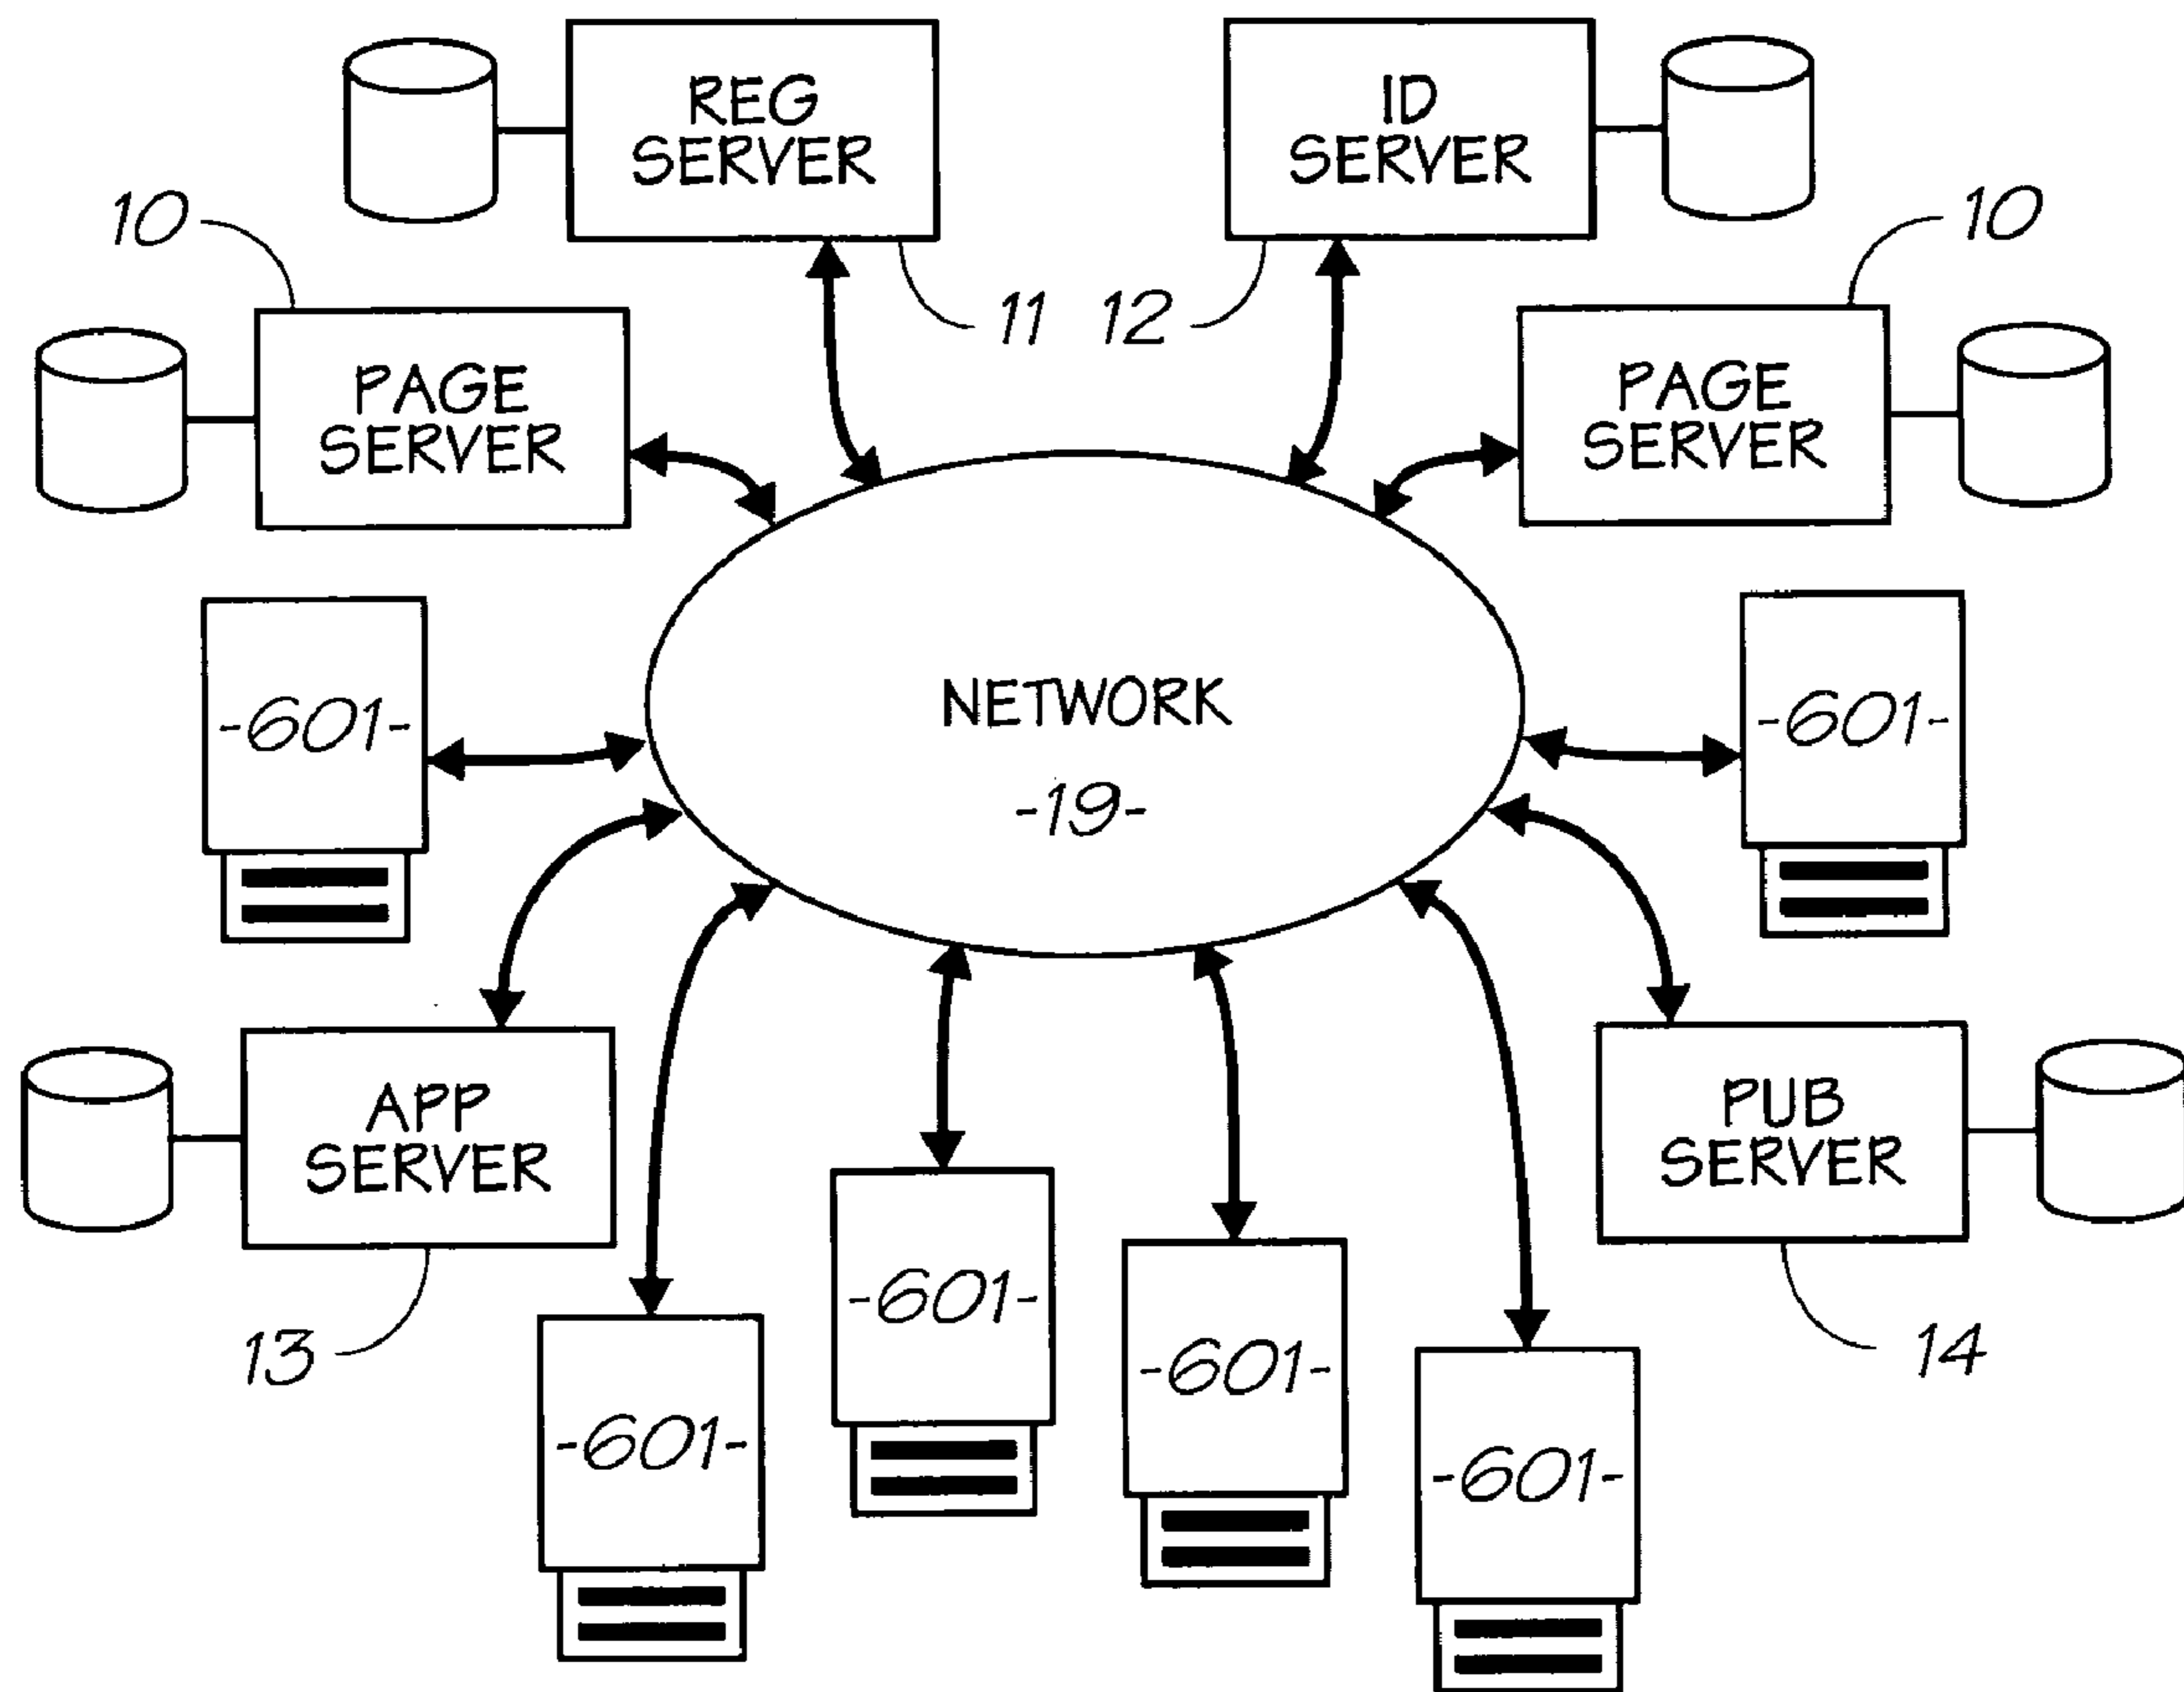 REG
SERVER
ID
SERVER
10
10
11
12
PAGE
SERVER
PAGE
SERVER
-601-
NETWORK
-19-
-601-
APP
SERVER
PUB
SERVER
13
14
-601-
-601-
-601-
-601-